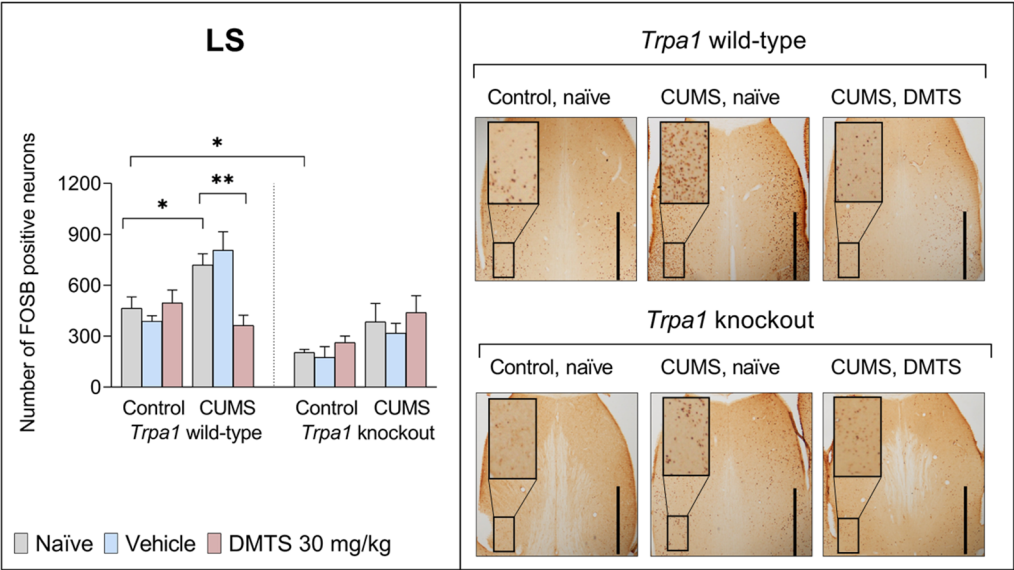 LS
Number of FOSB positive neurons
1200
900
600
300
0
*
*
**
Control CUMS Control CUMS
Trpa1 wild-type Trpa1 knockout
Naïve Vehicle DMTS 30 mg/kg
Trpa1 wild-type
Control, naïve CUMS, naïve CUMS, DMTS
Trpa1 knockout
Control, naïve CUMS, naïve CUMS, DMTS